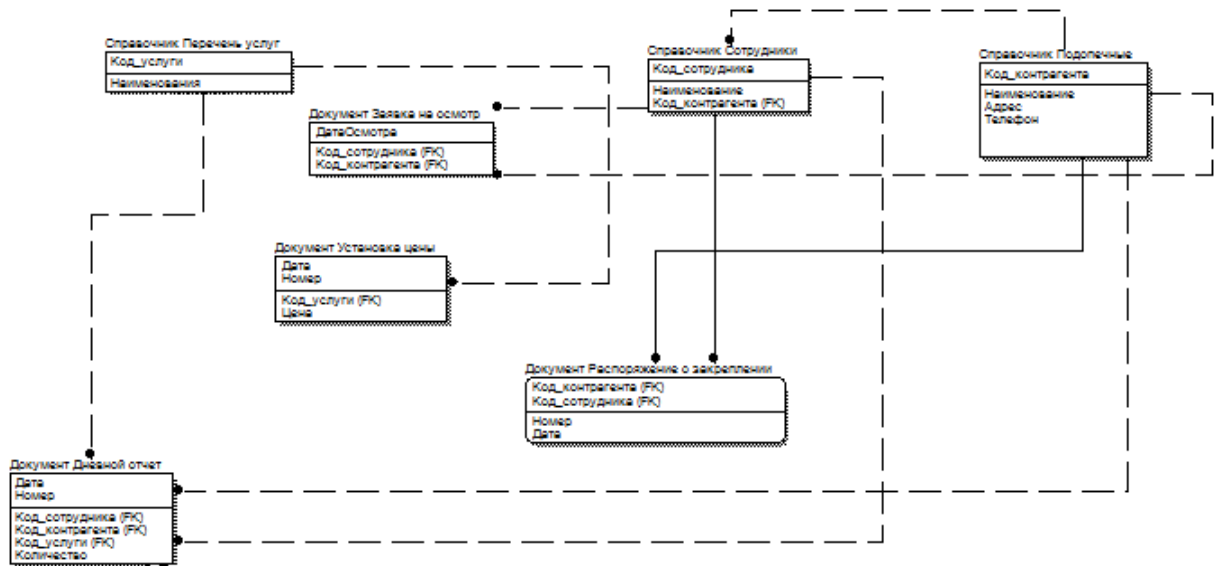 Справочник Перечень услуг
Код_услуги
Наименования
Справочник Сотрудники
Код_сотрудника
Наименование
Код_контрагента (FK)
Справочник Подопечные
Код_контрагента
Наименование
Адрес
Телефон
Документ Заявка на осмотр
ДатаОсмотра
Код_сотрудника (FK)
Код_контрагента (FK)
Документ Установка цены
Дата
Номер
Код_услуги (FK)
Цена
Документ Распоряжение о закреплении
Код_контрагента (FK)
Код_сотрудника (FK)
Номер
Дата
Документ Дневной отчет
Дата
Номер
Код_сотрудника (FK)
Код_контрагента (FK)
Код_услуги (FK)
Количество